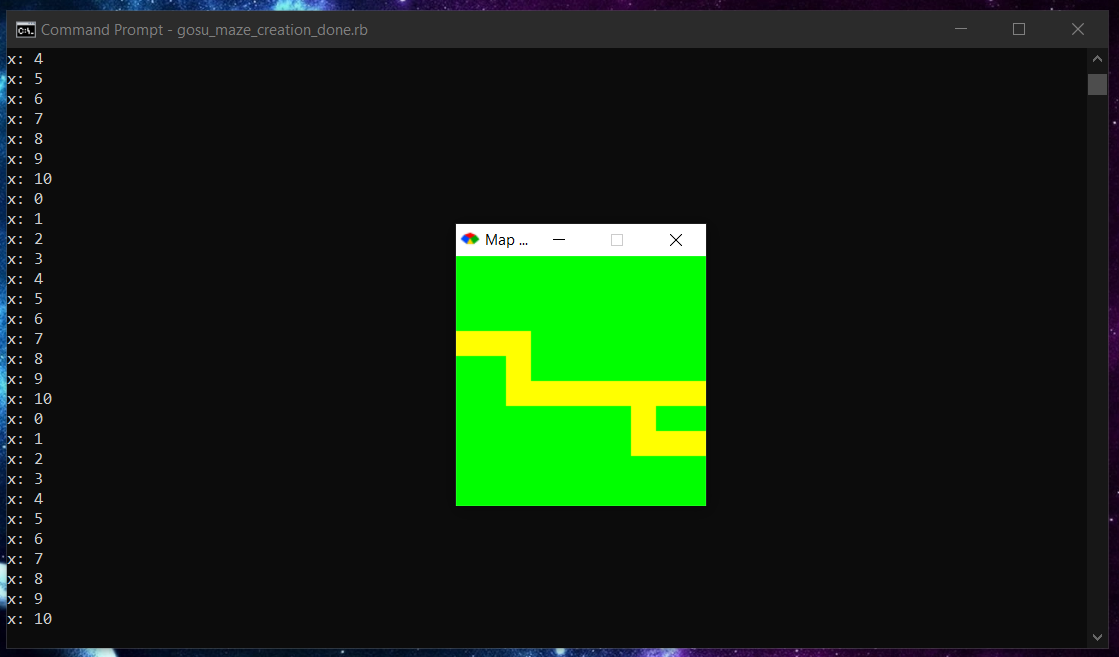 Command Prompt - gosu_maze_creation_done.rb
x: 4
x: 5
x: 6
x: 7
x: 8
x: 9
x: 10
x: 0
x: 1
x: 2
x: 3
x: 4
x: 5
x: 6
x: 7
x: 8
x: 9
x: 10
x: 0
x: 1
x: 2
x: 3
x: 4
x: 5
x: 6
x: 7
x: 8
x: 9
x: 10
Map ...